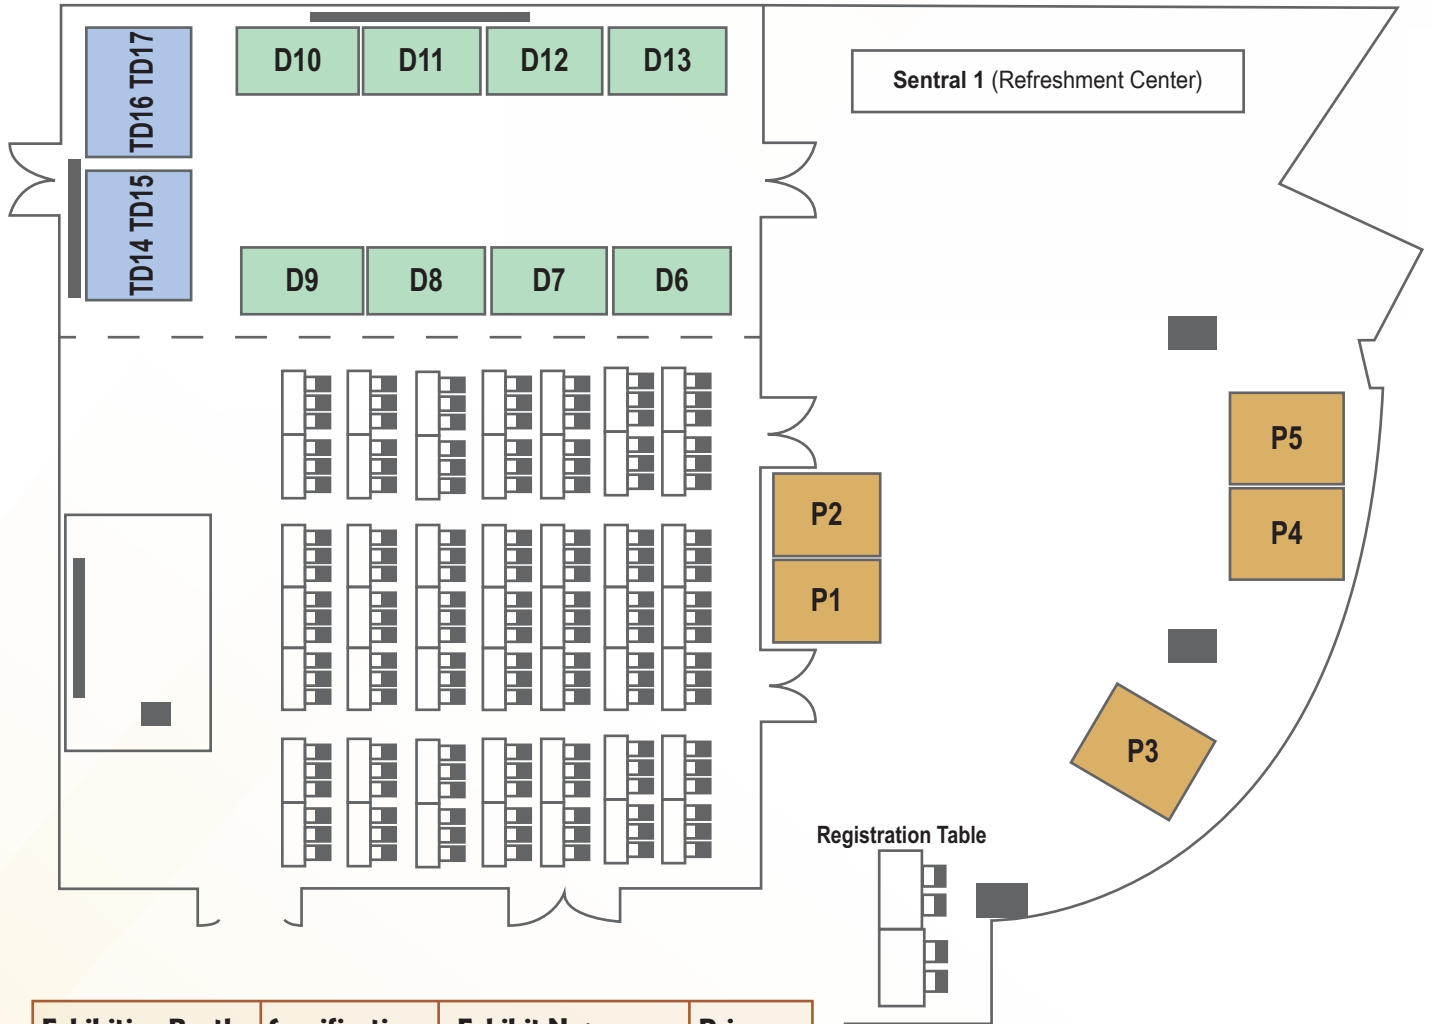 D10 D11 D12 D13
TD16 TD17
Sentral 1 (Refreshment Center)
TD14 TD15
D9 D8 D7 D6
P5
P2
P4
P1
P3
Registration Table